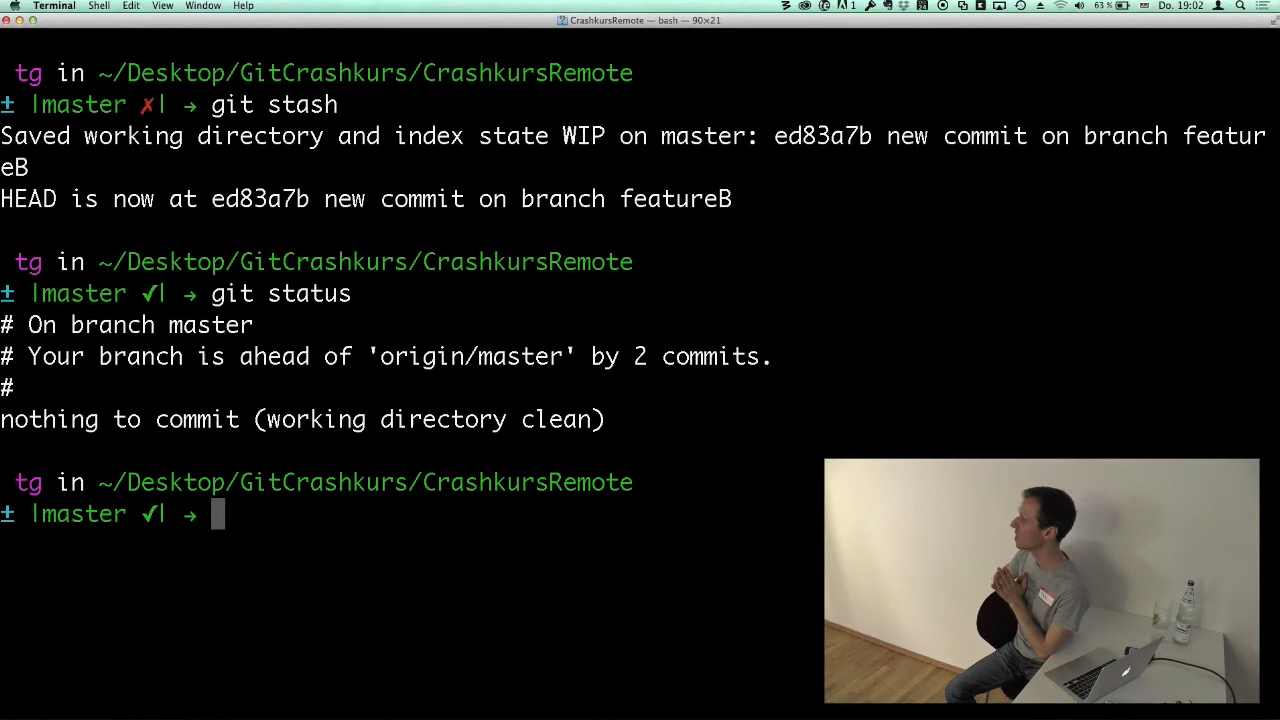 Terminal Shell Edit View Window Help
1 63 % Do. 19:02
CrashkursRemote — bash — 90×21
tg in ~/Desktop/GitCrashkurs/CrashkursRemote
± |master ✗| → git stash
Saved working directory and index state WIP on master: ed83a7b new commit on branch featur
eB
HEAD is now at ed83a7b new commit on branch featureB
tg in ~/Desktop/GitCrashkurs/CrashkursRemote
± |master ✓| → git status
# On branch master
# Your branch is ahead of 'origin/master' by 2 commits.
#
nothing to commit (working directory clean)
tg in ~/Desktop/GitCrashkurs/CrashkursRemote
± |master ✓| →